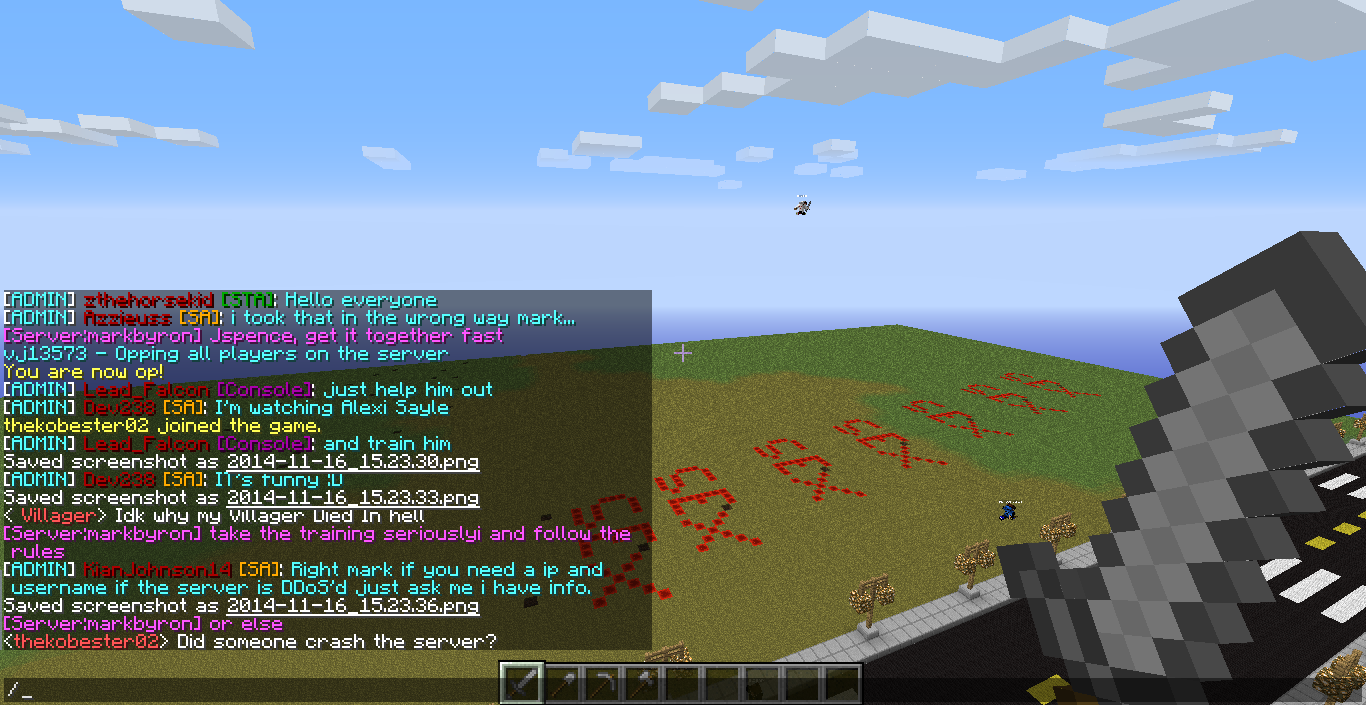 [ADMIN] zthehorsekid [STA]: Hello everyone
[ADMIN] Azzieuss [SA]: i took that in the wrong way mark...
[Server:markbyron] Jspence, get it together fast
vj13573 - Opping all players on the server
You are now op!
[ADMIN] Lead_Falcon [Console]: just help him out
[ADMIN] Dev238 [SA]: I'm watching Alexi Sayle
thekobester02 joined the game.
[ADMIN] Lead_Falcon [Console]: and train him
Saved screenshot as 2014-11-16_15.23.30.png
[ADMIN] Dev238 [SA]: IT's funny :U
Saved screenshot as 2014-11-16_15.23.33.png
< Villager> Idk why my Villager Died In hell
[Server:markbyron] take the training seriouslyi and follow the
rules
[ADMIN] KianJohnson14 [SA]: Right mark if you need a ip and
username if the server is DDoS'd just ask me i have info.
Saved screenshot as 2014-11-16_15.23.36.png
[Server:markbyron] or else
<thekobester02> Did someone crash the server?
/_